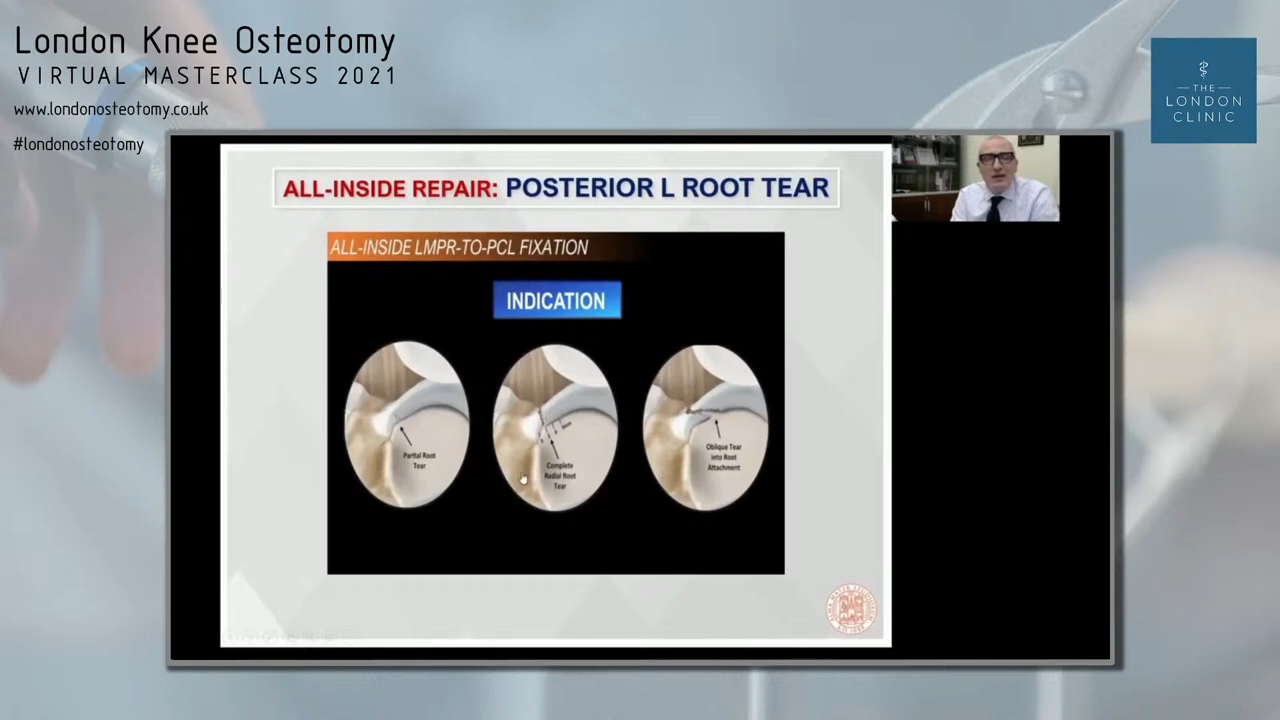 London Knee Osteotomy
VIRTUAL MASTERCLASS 2021
www.londonosteotomy.co.uk
#londonosteotomy
THE
LONDON
CLINIC
ALL-INSIDE REPAIR: POSTERIOR L ROOT TEAR
ALL-INSIDE LMPR-TO-PCL FIXATION
INDICATION
Partial Root
Tear
Complete
Radial Root
Tear
Oblique Tear
into Root
Attachment